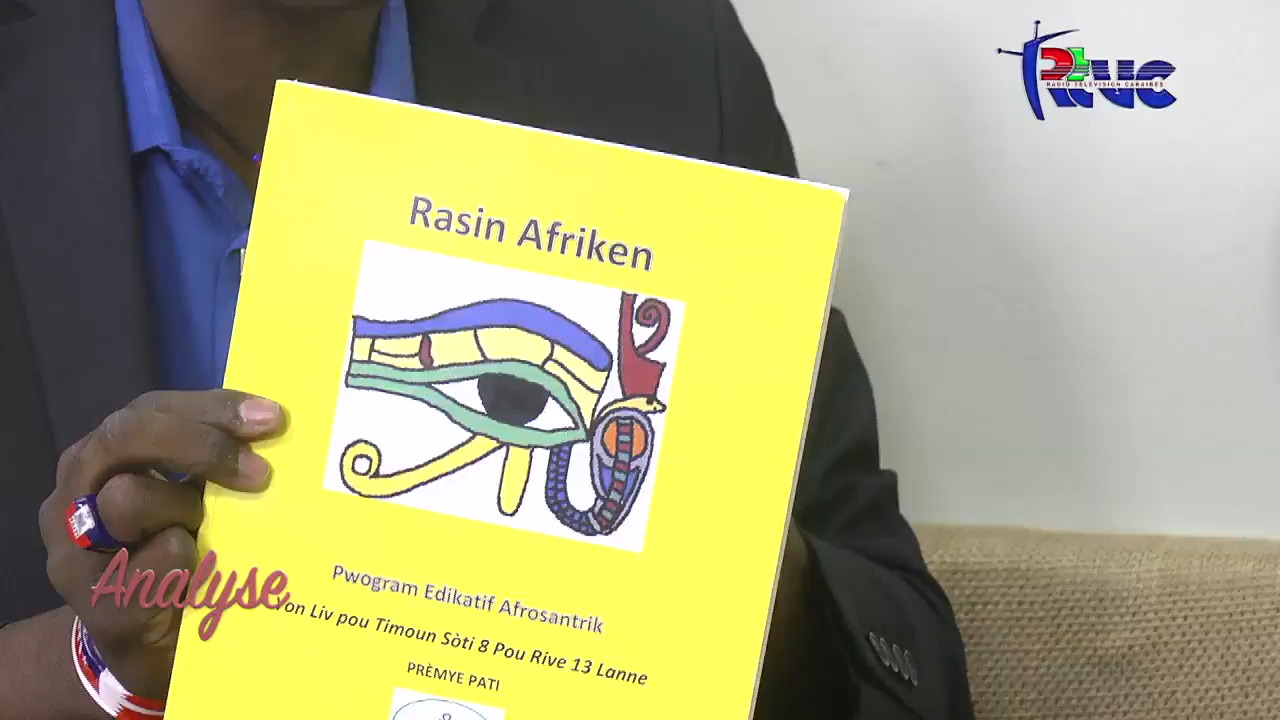 RtvC
RADIO TELEVISION CARAIBES
Rasin Afriken
Pwogram Edikatif Afrosantrik
Yon Liv pou Timoun Sòti 8 Pou Rive 13 Lanne
PRÈMYE PATI
Analyse